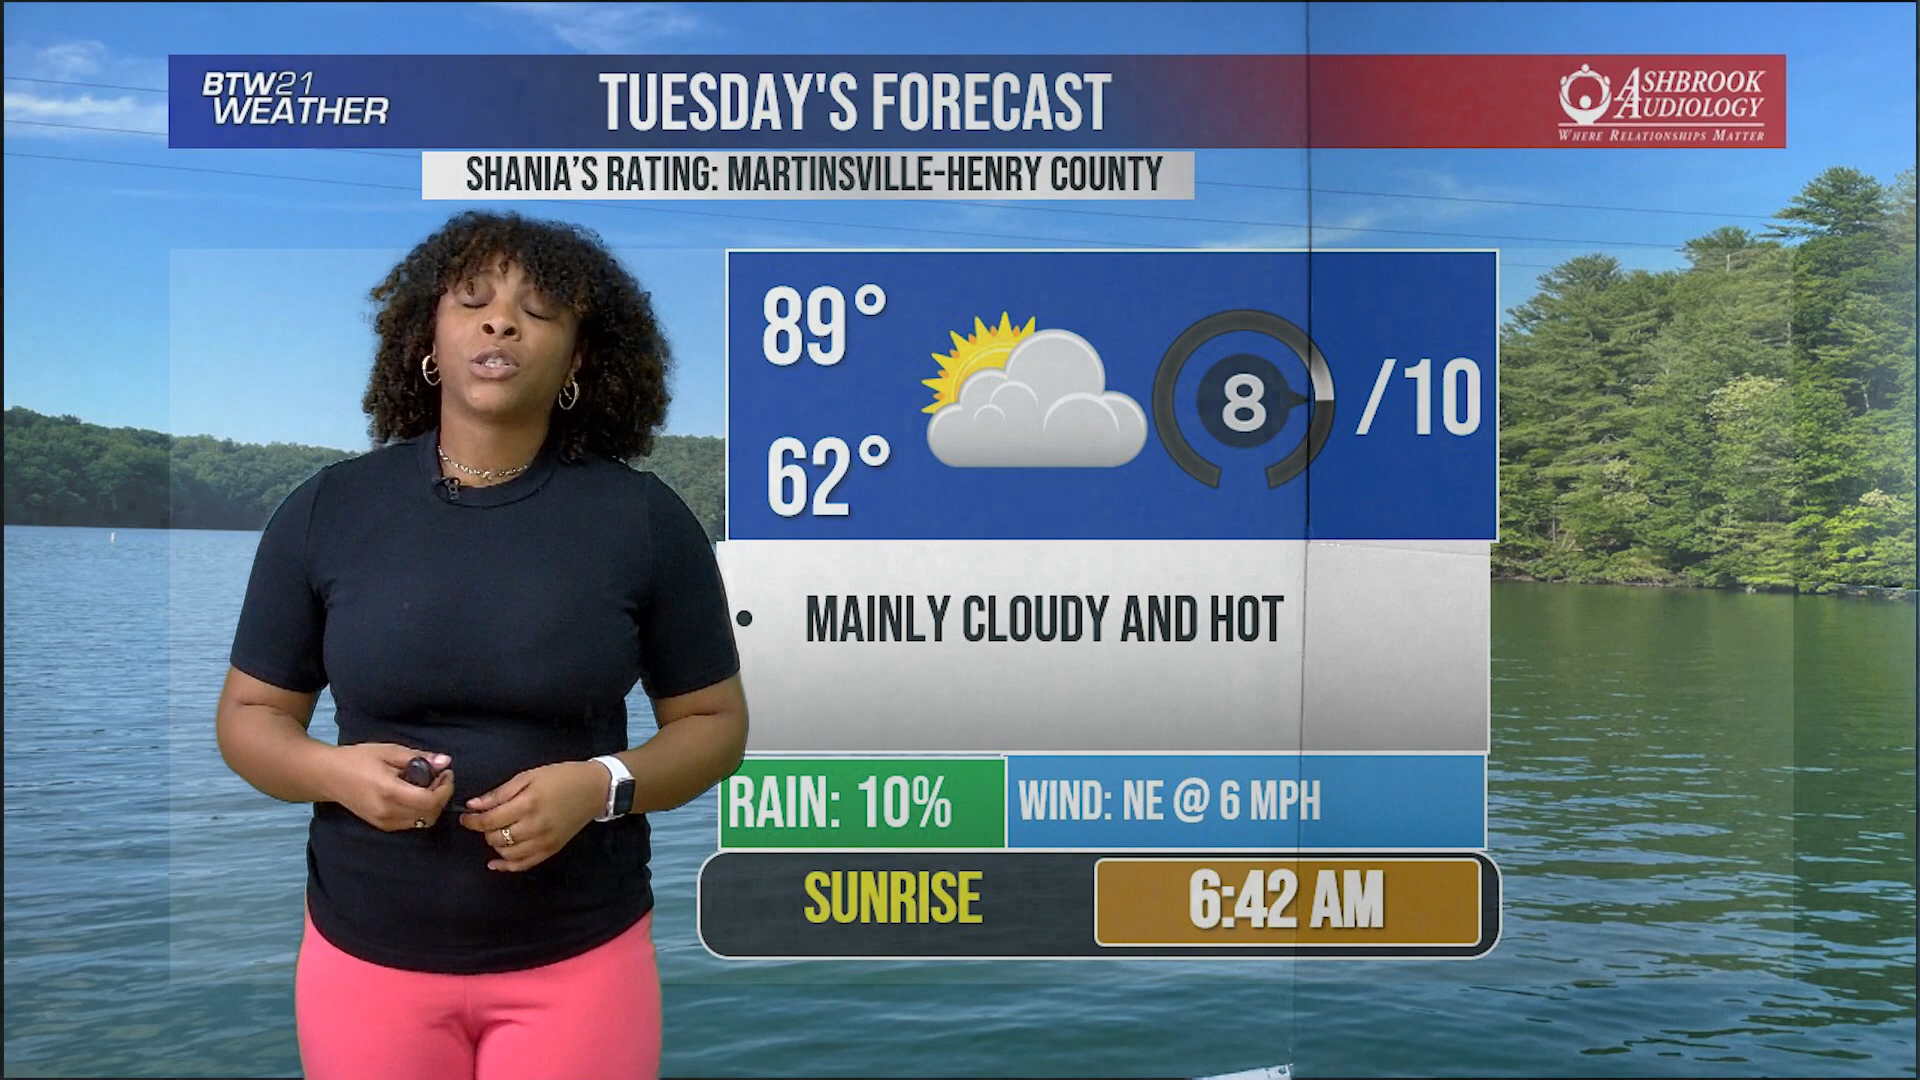 BTW21
WEATHER
TUESDAY'S FORECAST
ASHBROOK
AUDIOLOGY
WHERE RELATIONSHIPS MATTER
SHANIA'S RATING: MARTINSVILLE-HENRY COUNTY
89°
62°
8
/10
• MAINLY CLOUDY AND HOT
RAIN: 10%
WIND: NE @ 6 MPH
SUNRISE
6:42 AM